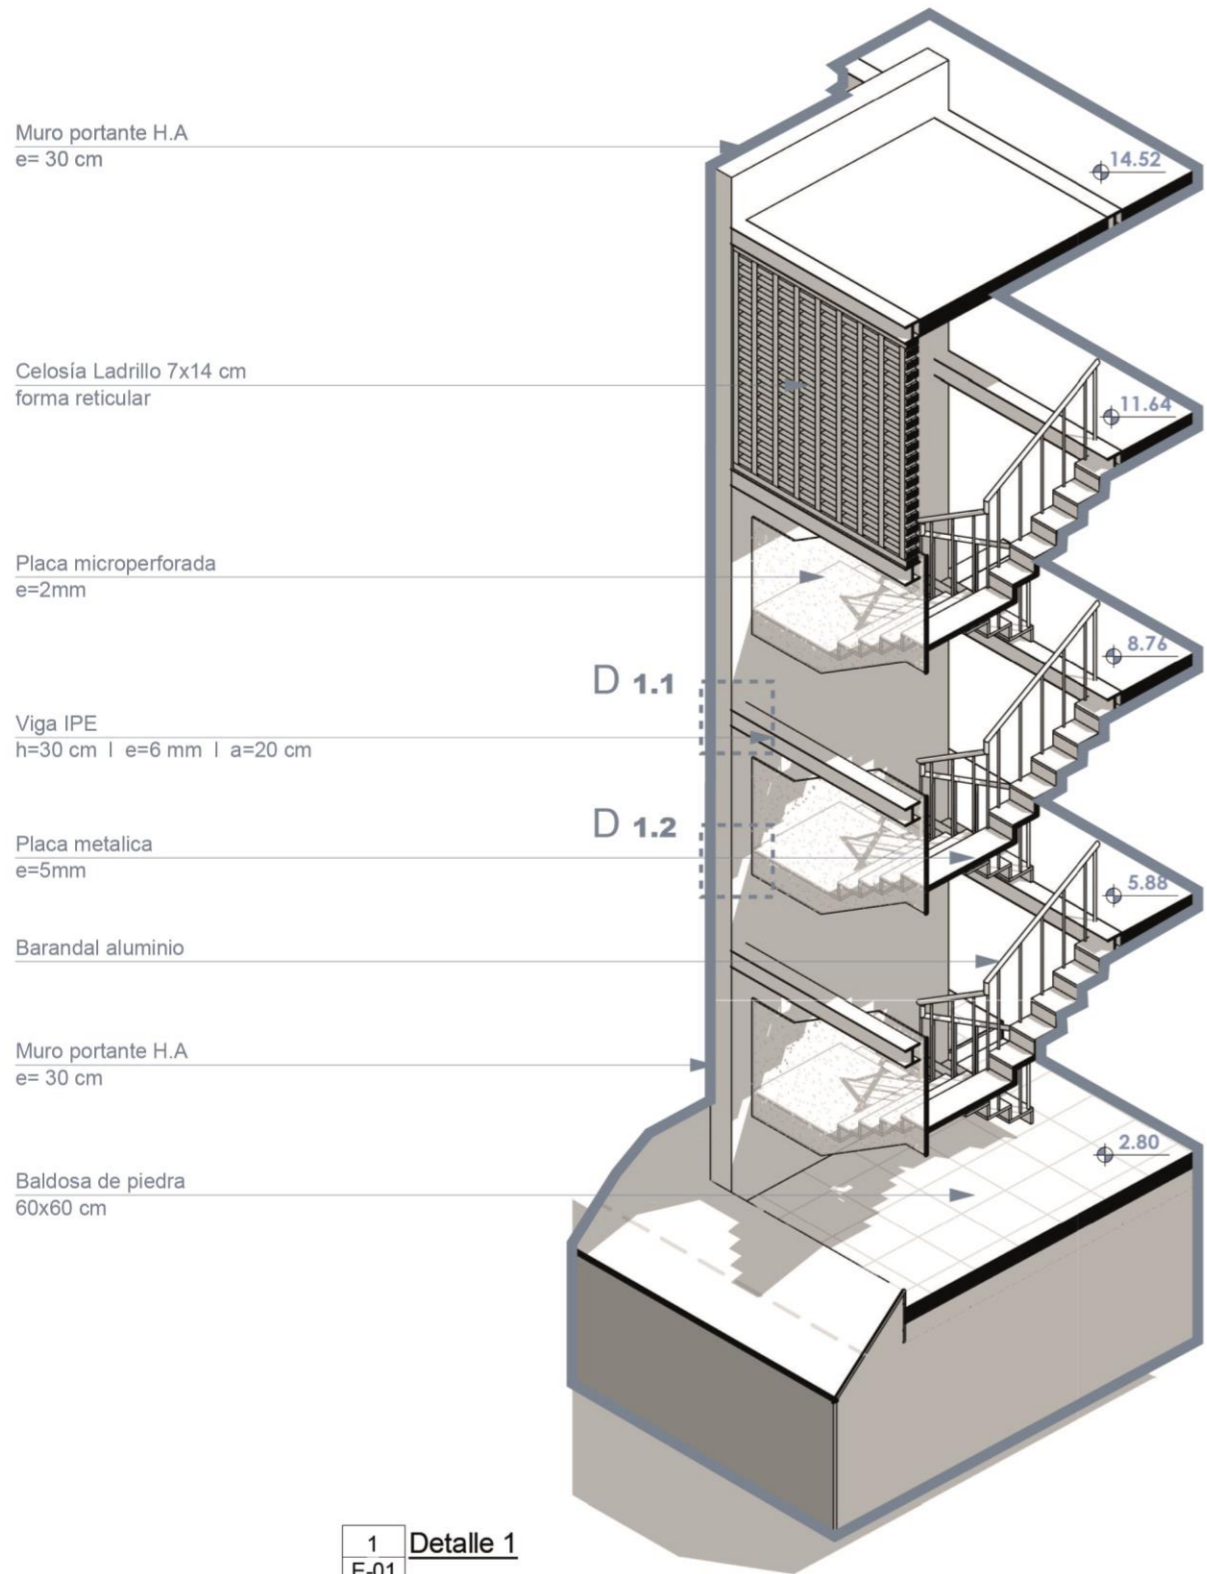 Muro portante H.A
e= 30 cm
14.52
Celosía Ladrillo 7x14 cm
forma reticular
11.64
Placa microperforada
e=2mm
8.76
D 1.1
Viga IPE
h=30 cm I e=6 mm I a=20 cm
D 1.2
Placa metalica
e=5mm
5.88
Barandal aluminio
Muro portante H.A
e= 30 cm
2.80
Baldosa de piedra
60x60 cm
1 Detalle 1
E-01